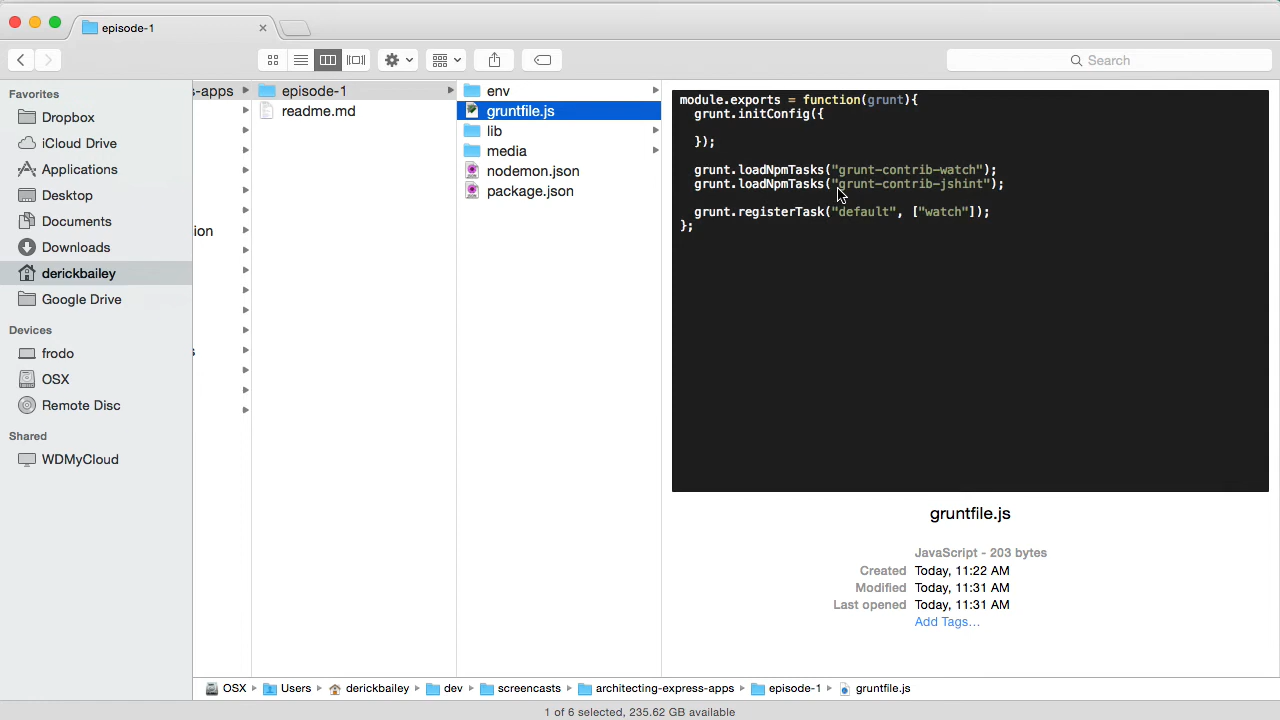 episode-1
Search
Favorites
Dropbox
iCloud Drive
Applications
Desktop
Documents
Downloads
derickbailey
Google Drive
Devices
frodo
OSX
Remote Disc
Shared
WDMyCloud
s-apps
ion
s
episode-1
readme.md
env
gruntfile.js
lib
media
nodemon.json
package.json
module.exports = function(grunt){
grunt.initConfig({
});
grunt.loadNpmTasks("grunt-contrib-watch");
grunt.loadNpmTasks("grunt-contrib-jshint");
grunt.registerTask("default", ["watch"]);
};
gruntfile.js
JavaScript - 203 bytes
Created Today, 11:22 AM
Modified Today, 11:31 AM
Last opened Today, 11:31 AM
Add Tags…
OSX Users derickbailey dev screencasts architecting-express-apps episode-1 gruntfile.js
1 of 6 selected, 235.62 GB available